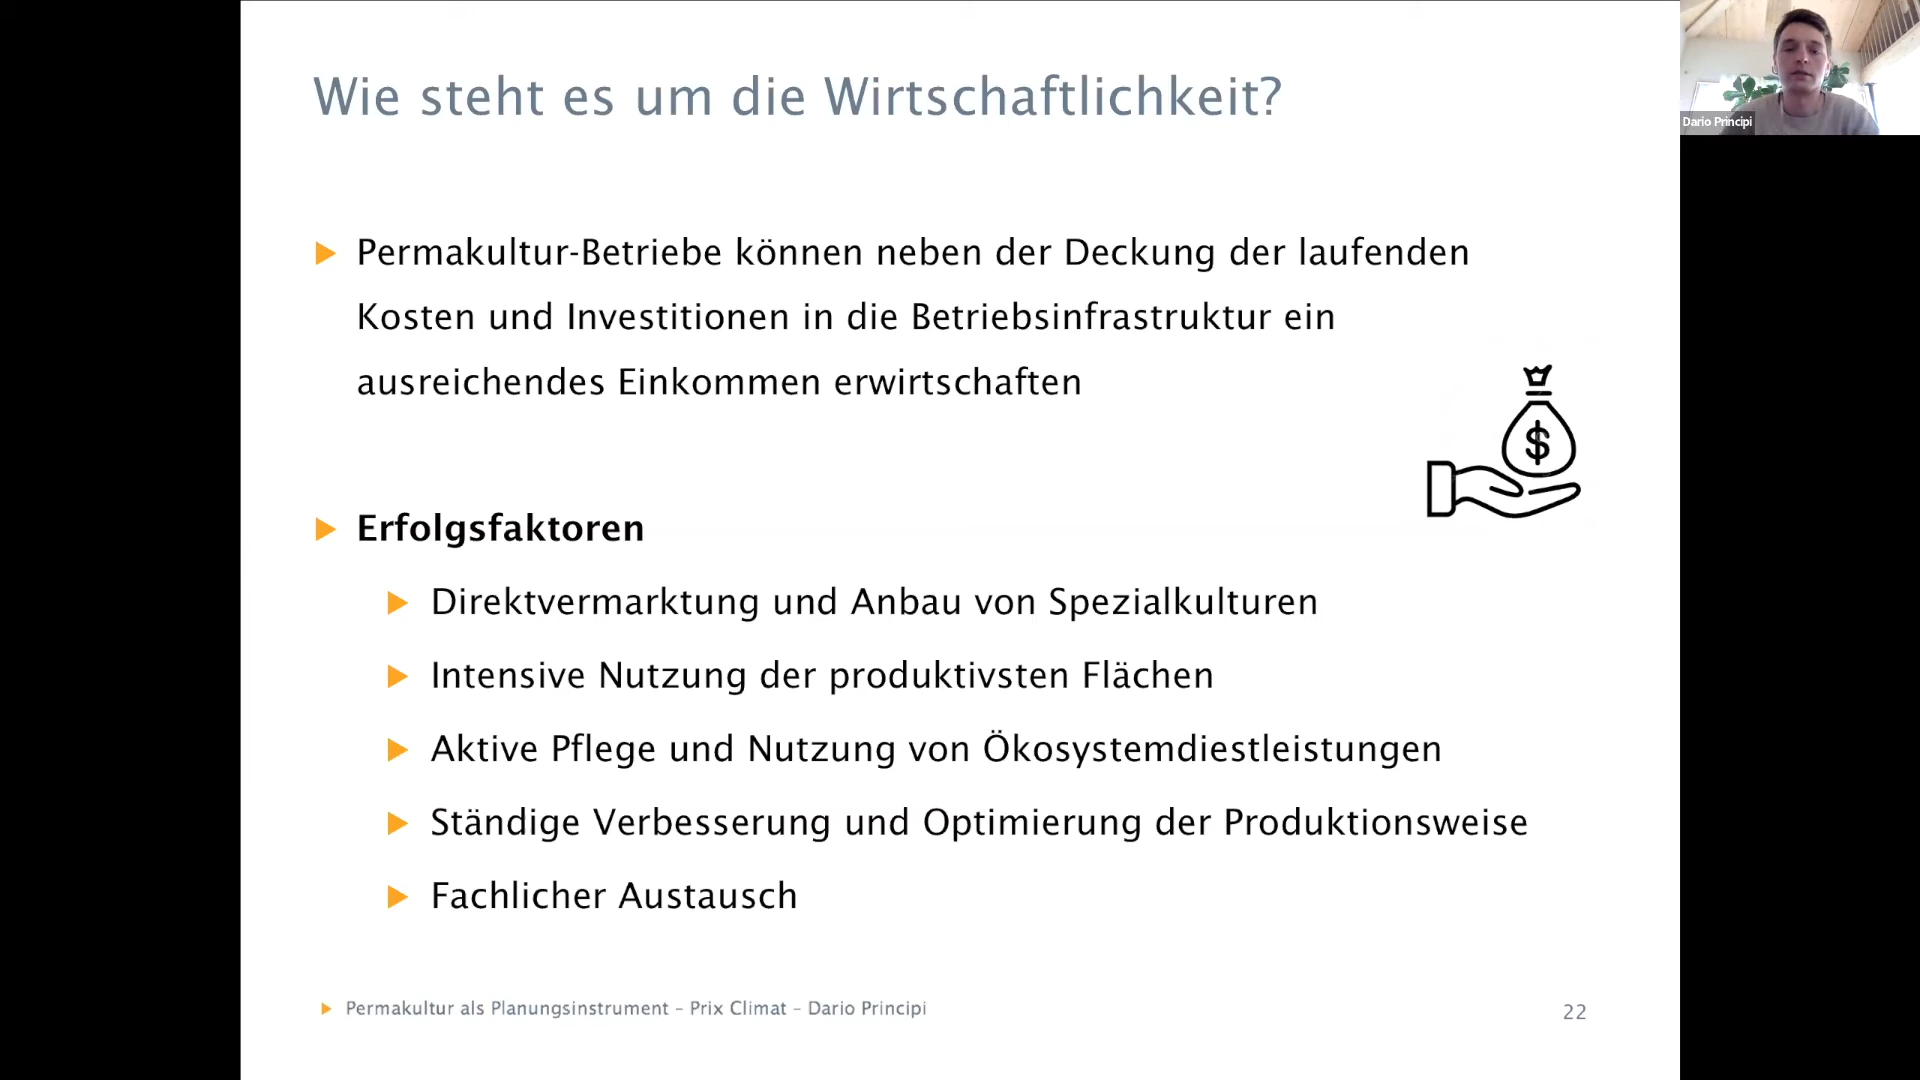 Wie steht es um die Wirtschaftlichkeit?
Permakultur-Betriebe können neben der Deckung der laufenden
Kosten und Investitionen in die Betriebsinfrastruktur ein
ausreichendes Einkommen erwirtschaften
$
Erfolgsfaktoren
Direktvermarktung und Anbau von Spezialkulturen
Intensive Nutzung der produktivsten Flächen
Aktive Pflege und Nutzung von Ökosystemdiestleistungen
Ständige Verbesserung und Optimierung der Produktionsweise
Fachlicher Austausch
Permakultur als Planungsinstrument – Prix Climat – Dario Principi
22
Dario Principi